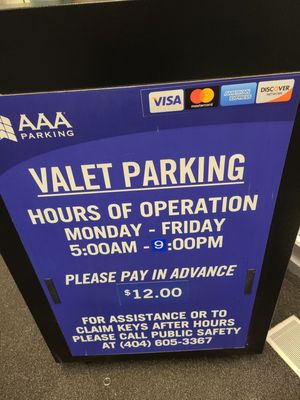 VISA
MasterCard
AMERICAN EXPRESS
DISCOVER
NETWORK
AAA
PARKING
VALET PARKING
HOURS OF OPERATION
MONDAY - FRIDAY
5:00AM - 9:00PM
PLEASE PAY IN ADVANCE
$12.00
FOR ASSISTANCE OR TO
CLAIM KEYS AFTER HOURS
PLEASE CALL PUBLIC SAFETY
AT (404) 605-3367